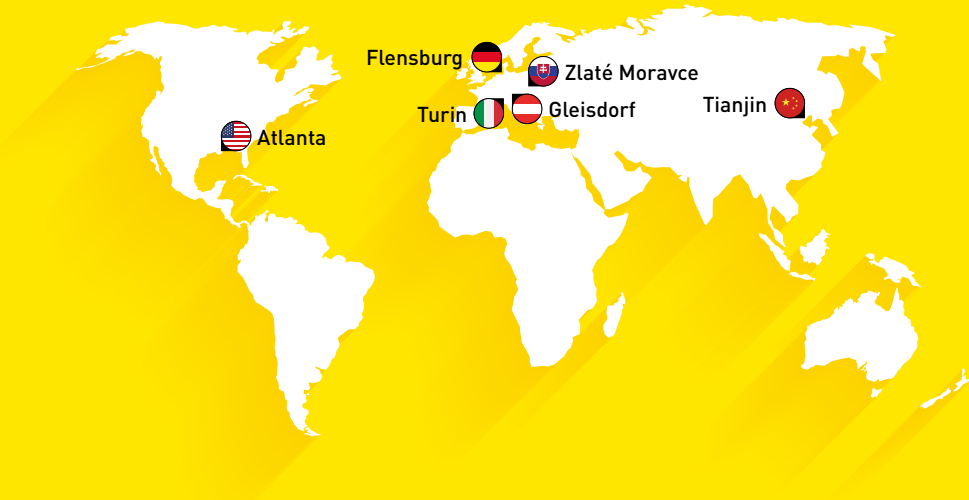 Flensburg
Zlaté Moravce
Turin
Gleisdorf
Tianjin
Atlanta